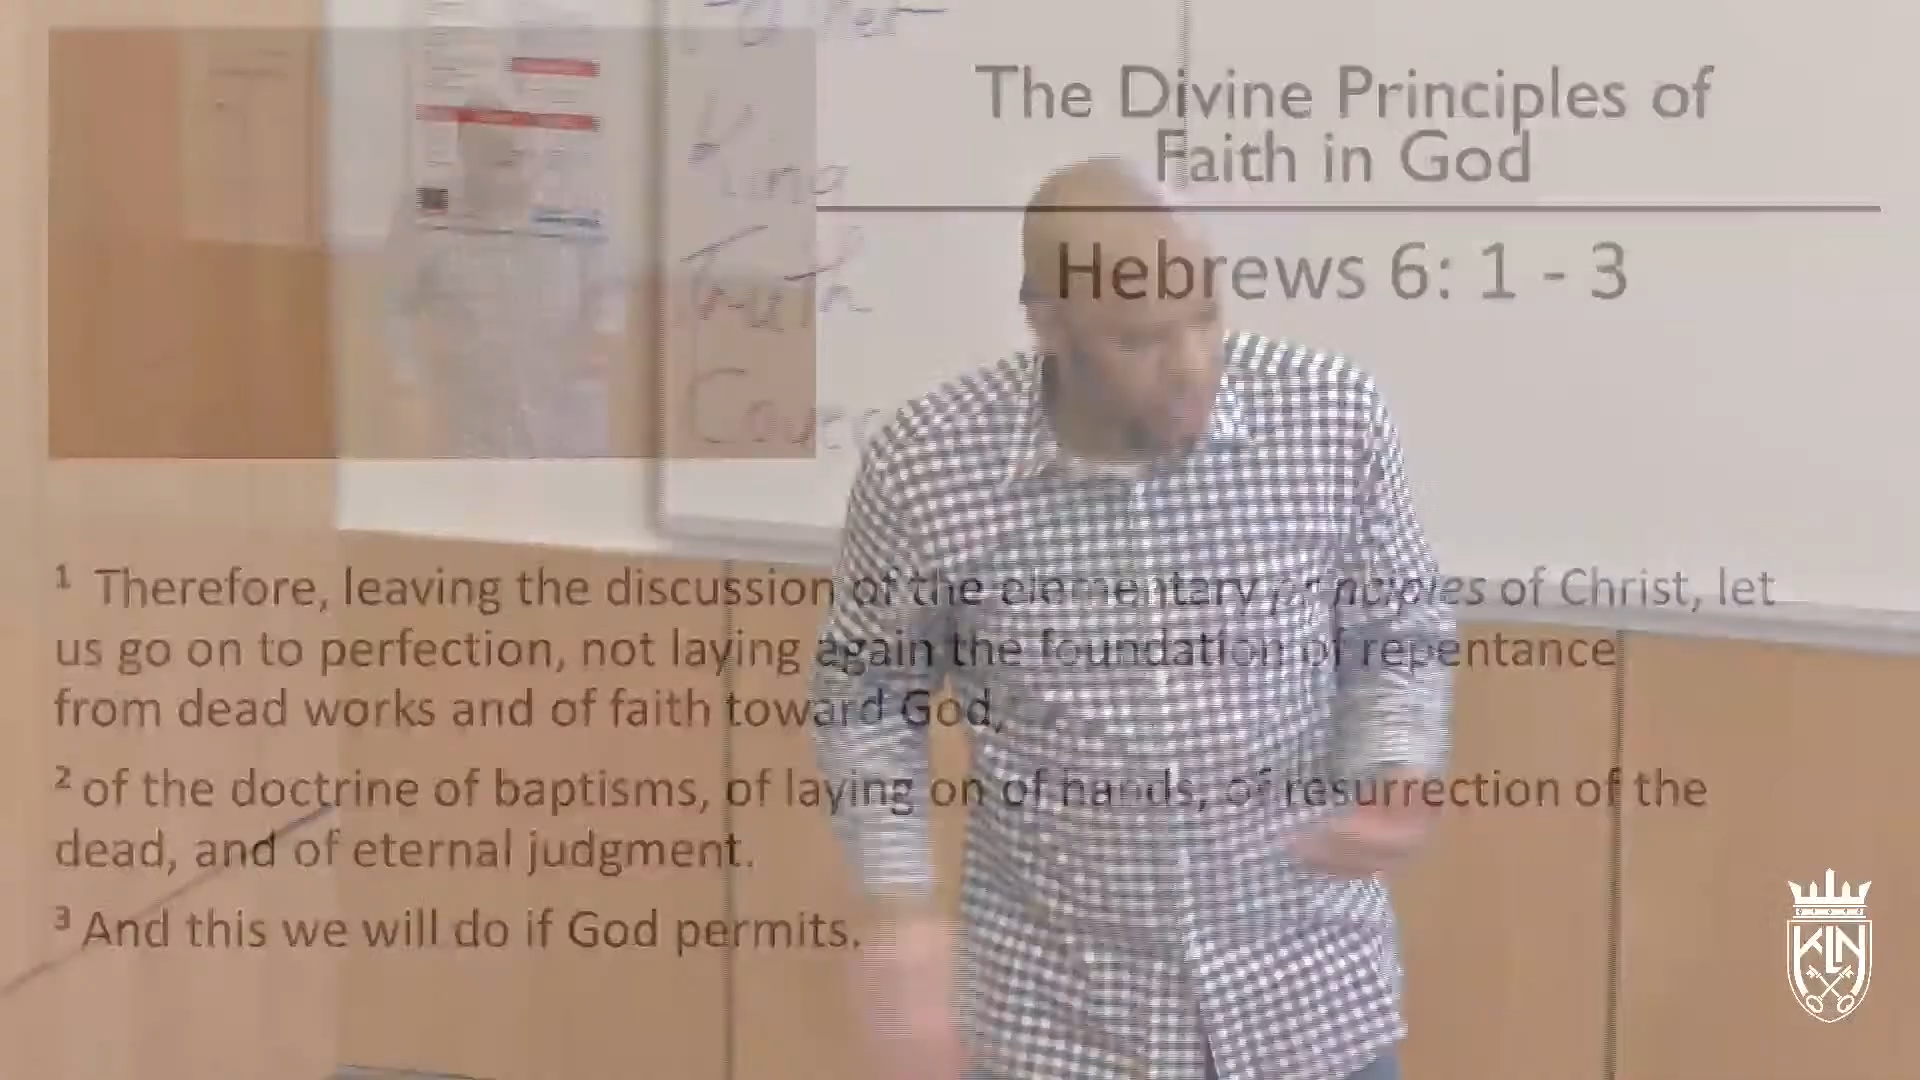 The Divine Principles of
Faith in God
Hebrews 6: 1 - 3
King
Truth
1 Therefore, leaving the discussion of the elementary principles of Christ, let
us go on to perfection, not laying again the foundation of repentance
from dead works and of faith toward God,
2 of the doctrine of baptisms, of laying on of hands, of resurrection of the
dead, and of eternal judgment.
3 And this we will do if God permits.
KLN